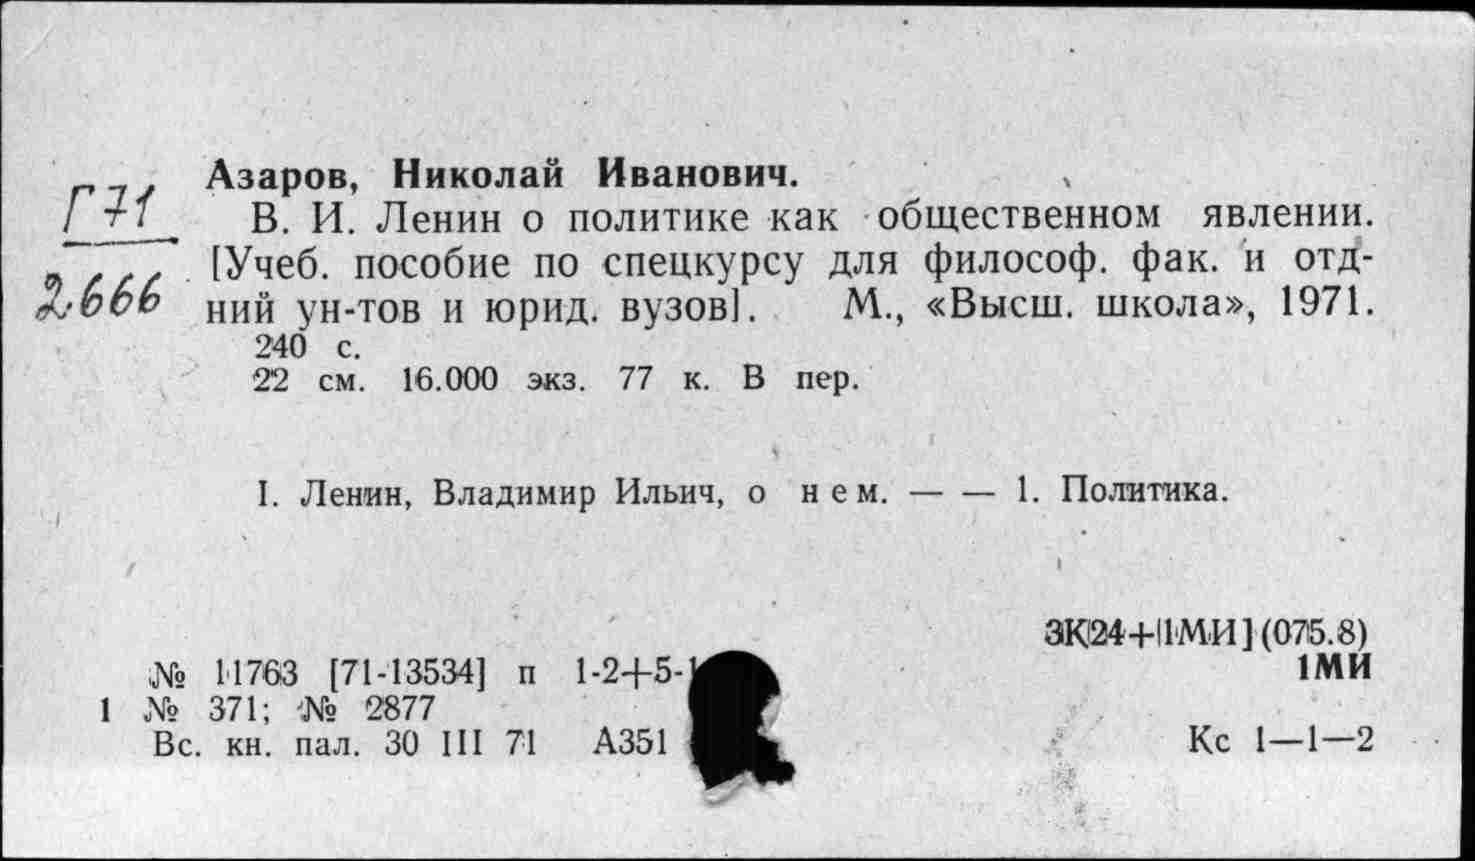 Азаров, Николай Иванович.
Г71
В. И. Ленин о политике как общественном явлении.
[Учеб. пособие по спецкурсу для философ. фак. и отд-
2666
ний ун-тов и юрид. вузов]. М., «Высш. школа», 1971.
240 с.
22 см. 16.000 экз. 77 к. В пер.
I. Ленин, Владимир Ильич, о нем. — — 1. Политика.
3К24+[1МИ](075.8)
№ 11763 [71-13534] п 1-2+5-1
1МИ
1 № 371; № 2877
Вс. кн. пал. 30 III 71 А351
Кс 1—1—2